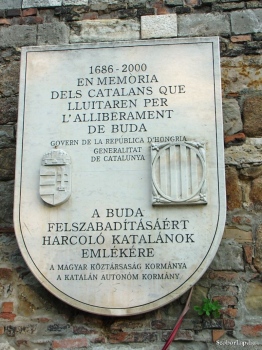 1686-2000
EN MEMÒRIA
DELS CATALANS QUE
LLUITAREN PER
L'ALLIBERAMENT
DE BUDA
GOVERN DE LA REPUBLICA D'HONGRIA
GENERALITAT
DE CATALUNYA
A BUDA
FELSZABADÍTÁSÁÉRT
HARCOLÓ KATALÁNOK
EMLÉKÉRE
A MAGYAR KÖZTÁRSASÁG KORMÁNYA
A KATALÁN AUTONÓM KORMÁNY